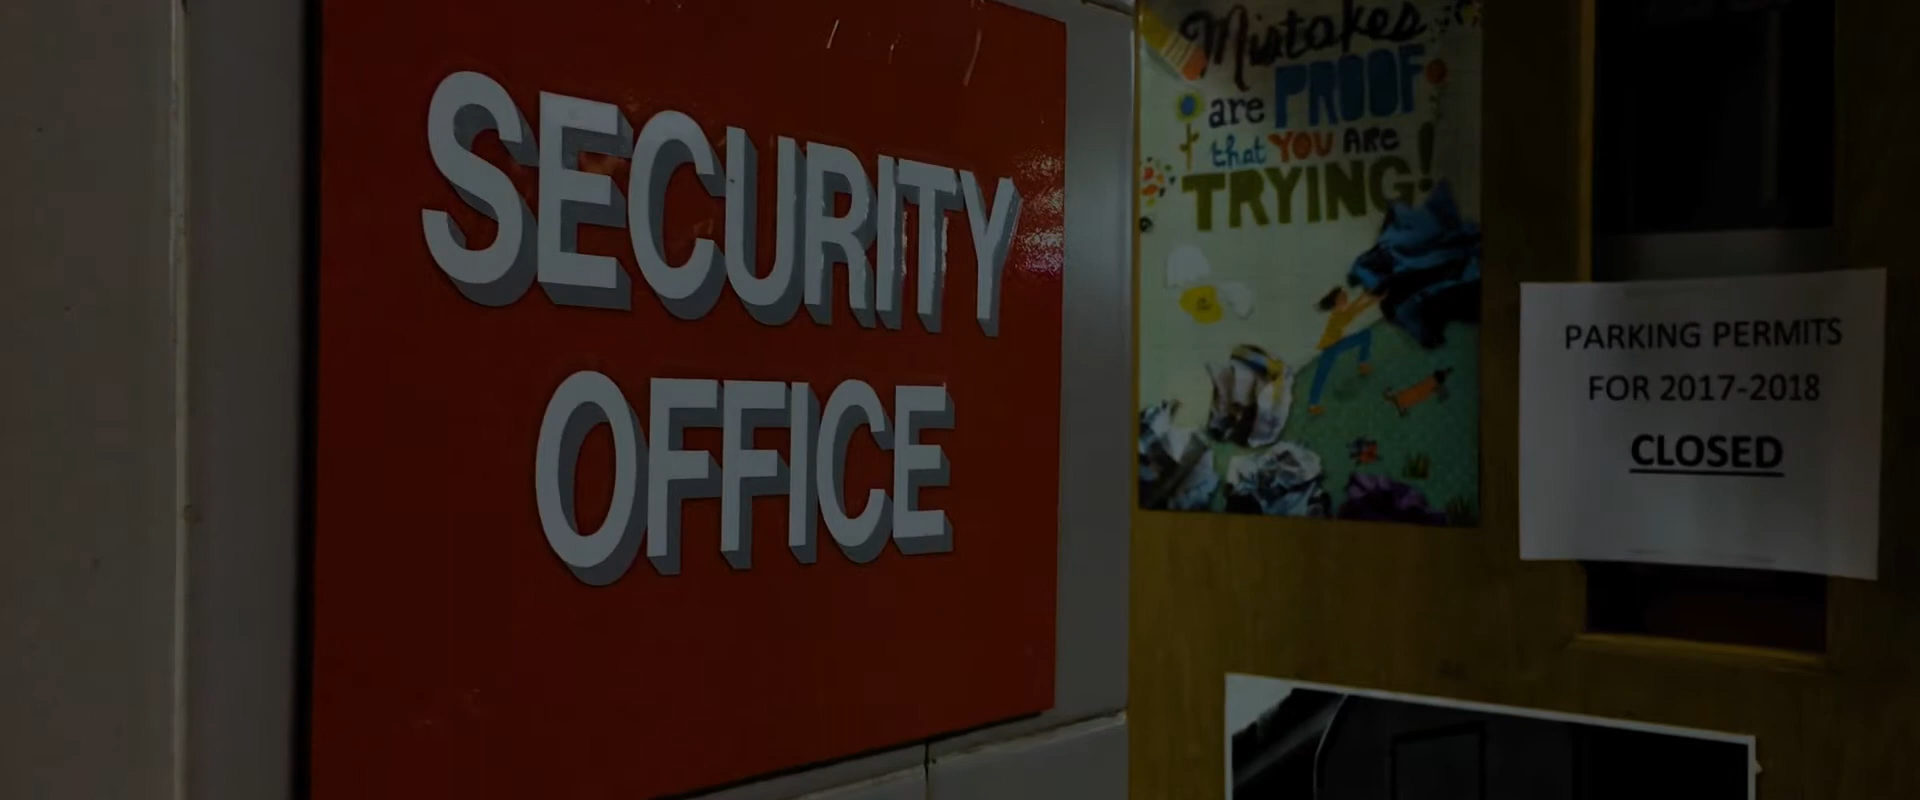 SECURITY
OFFICE
Mistakes
are PROOF
that YOU ARE
TRYING!
PARKING PERMITS
FOR 2017-2018
CLOSED